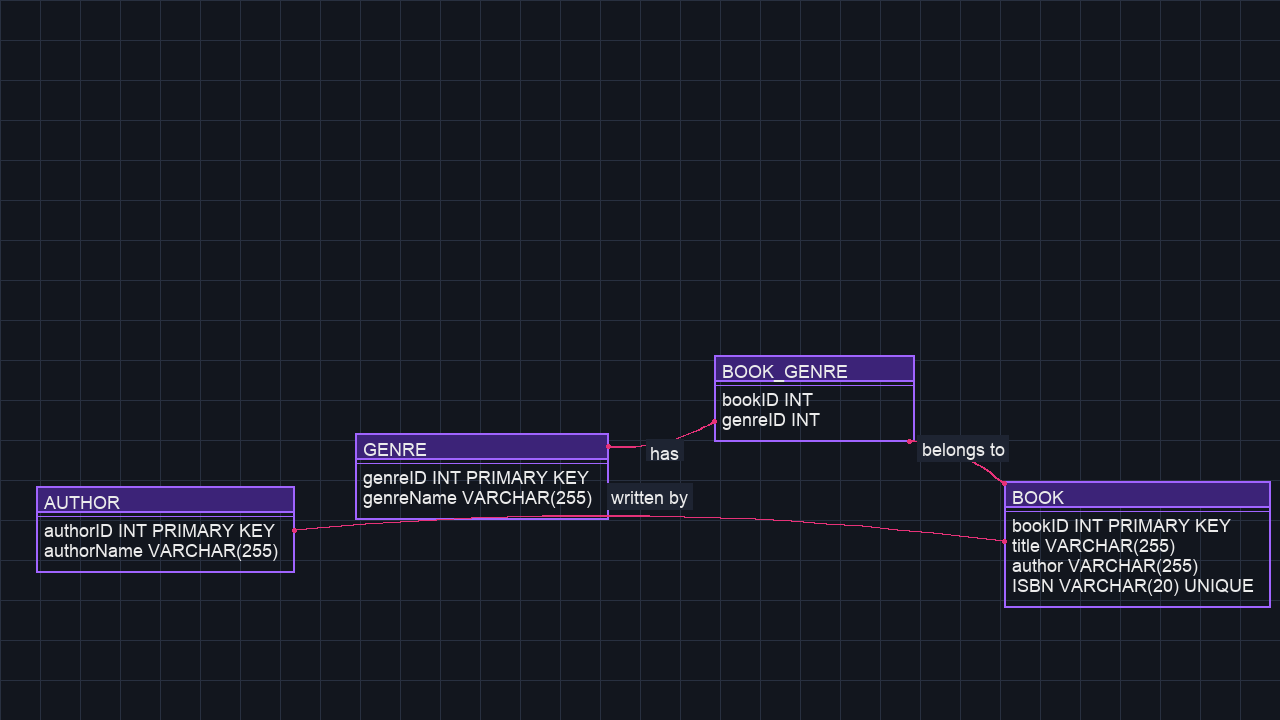 BOOK_GENRE
bookID INT
genreID INT
GENRE
genreID INT PRIMARY KEY
genreName VARCHAR(255)
has
belongs to
written by
AUTHOR
authorID INT PRIMARY KEY
authorName VARCHAR(255)
BOOK
bookID INT PRIMARY KEY
title VARCHAR(255)
author VARCHAR(255)
ISBN VARCHAR(20) UNIQUE